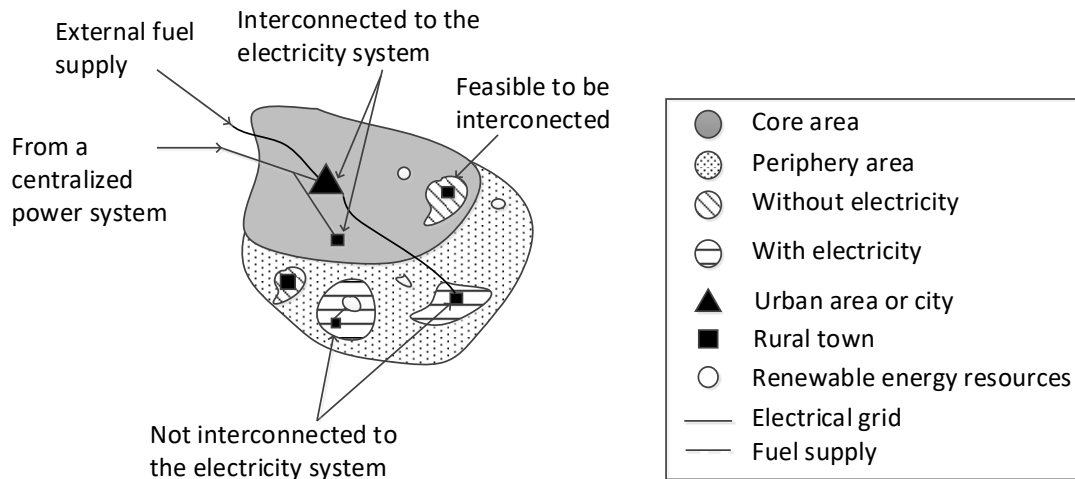 External fuel
supply
Interconnected to the
electricity system
Feasible to be
interconected
From a
centralized
power system
Not interconnected to
the electricity system
Core area
Periphery area
Without electricity
With electricity
Urban area or city
Rural town
Renewable energy resources
Electrical grid
Fuel supply